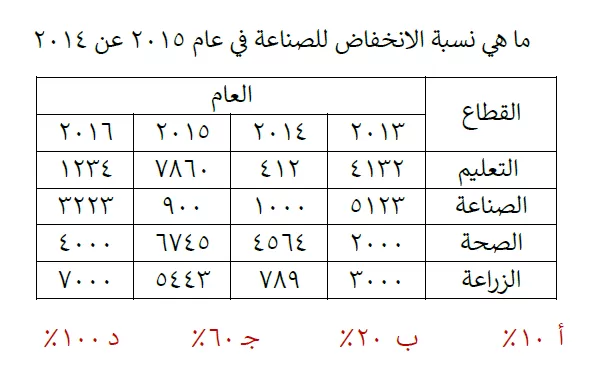 ما هي نسبة الانخفاض للصناعة في عام ٢٠١٥ عن ٢٠١٤
القطاع العام
٢٠١٣ ٢٠١٤ ٢٠١٥ ٢٠١٦
التعليم ٤١٣٢ ٤١٢ ٧٨٦٠ ١٢٣٤
الصناعة ٥١٢٣ ١٠٠٠ ٩٠٠ ٣٢٢٣
الصحة ٢٠٠٠ ٤٥٦٤ ٦٧٤٥ ٤٠٠٠
الزراعة ٣٠٠٠ ٧٨٩ ٥٤٤٣ ٧٠٠٠
أ ١٠٪ ب ٢٠٪ جـ ٦٠٪ د ١٠٠٪